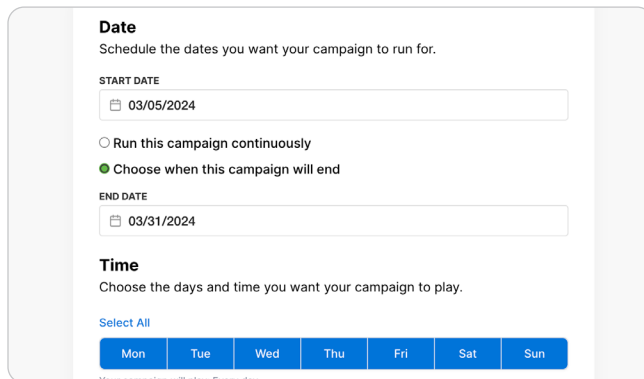 Date
Schedule the dates you want your campaign to run for.
START DATE
03/05/2024
Run this campaign continuously
Choose when this campaign will end
END DATE
03/31/2024
Time
Choose the days and time you want your campaign to play.
Select All
Mon Tue Wed Thu Fri Sat Sun